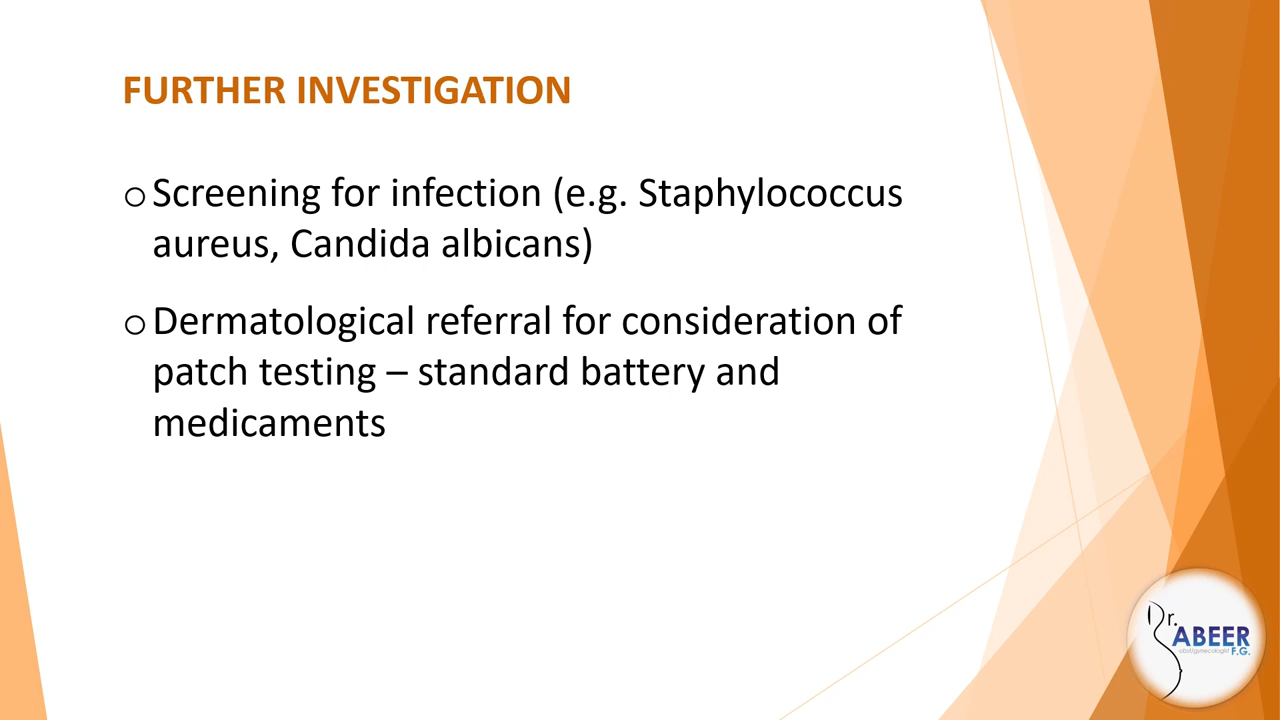 FURTHER INVESTIGATION
o Screening for infection (e.g. Staphylococcus
aureus, Candida albicans)
o Dermatological referral for consideration of
patch testing – standard battery and
medicaments
Dr.
ABEER
obst/gynecologist F.G.